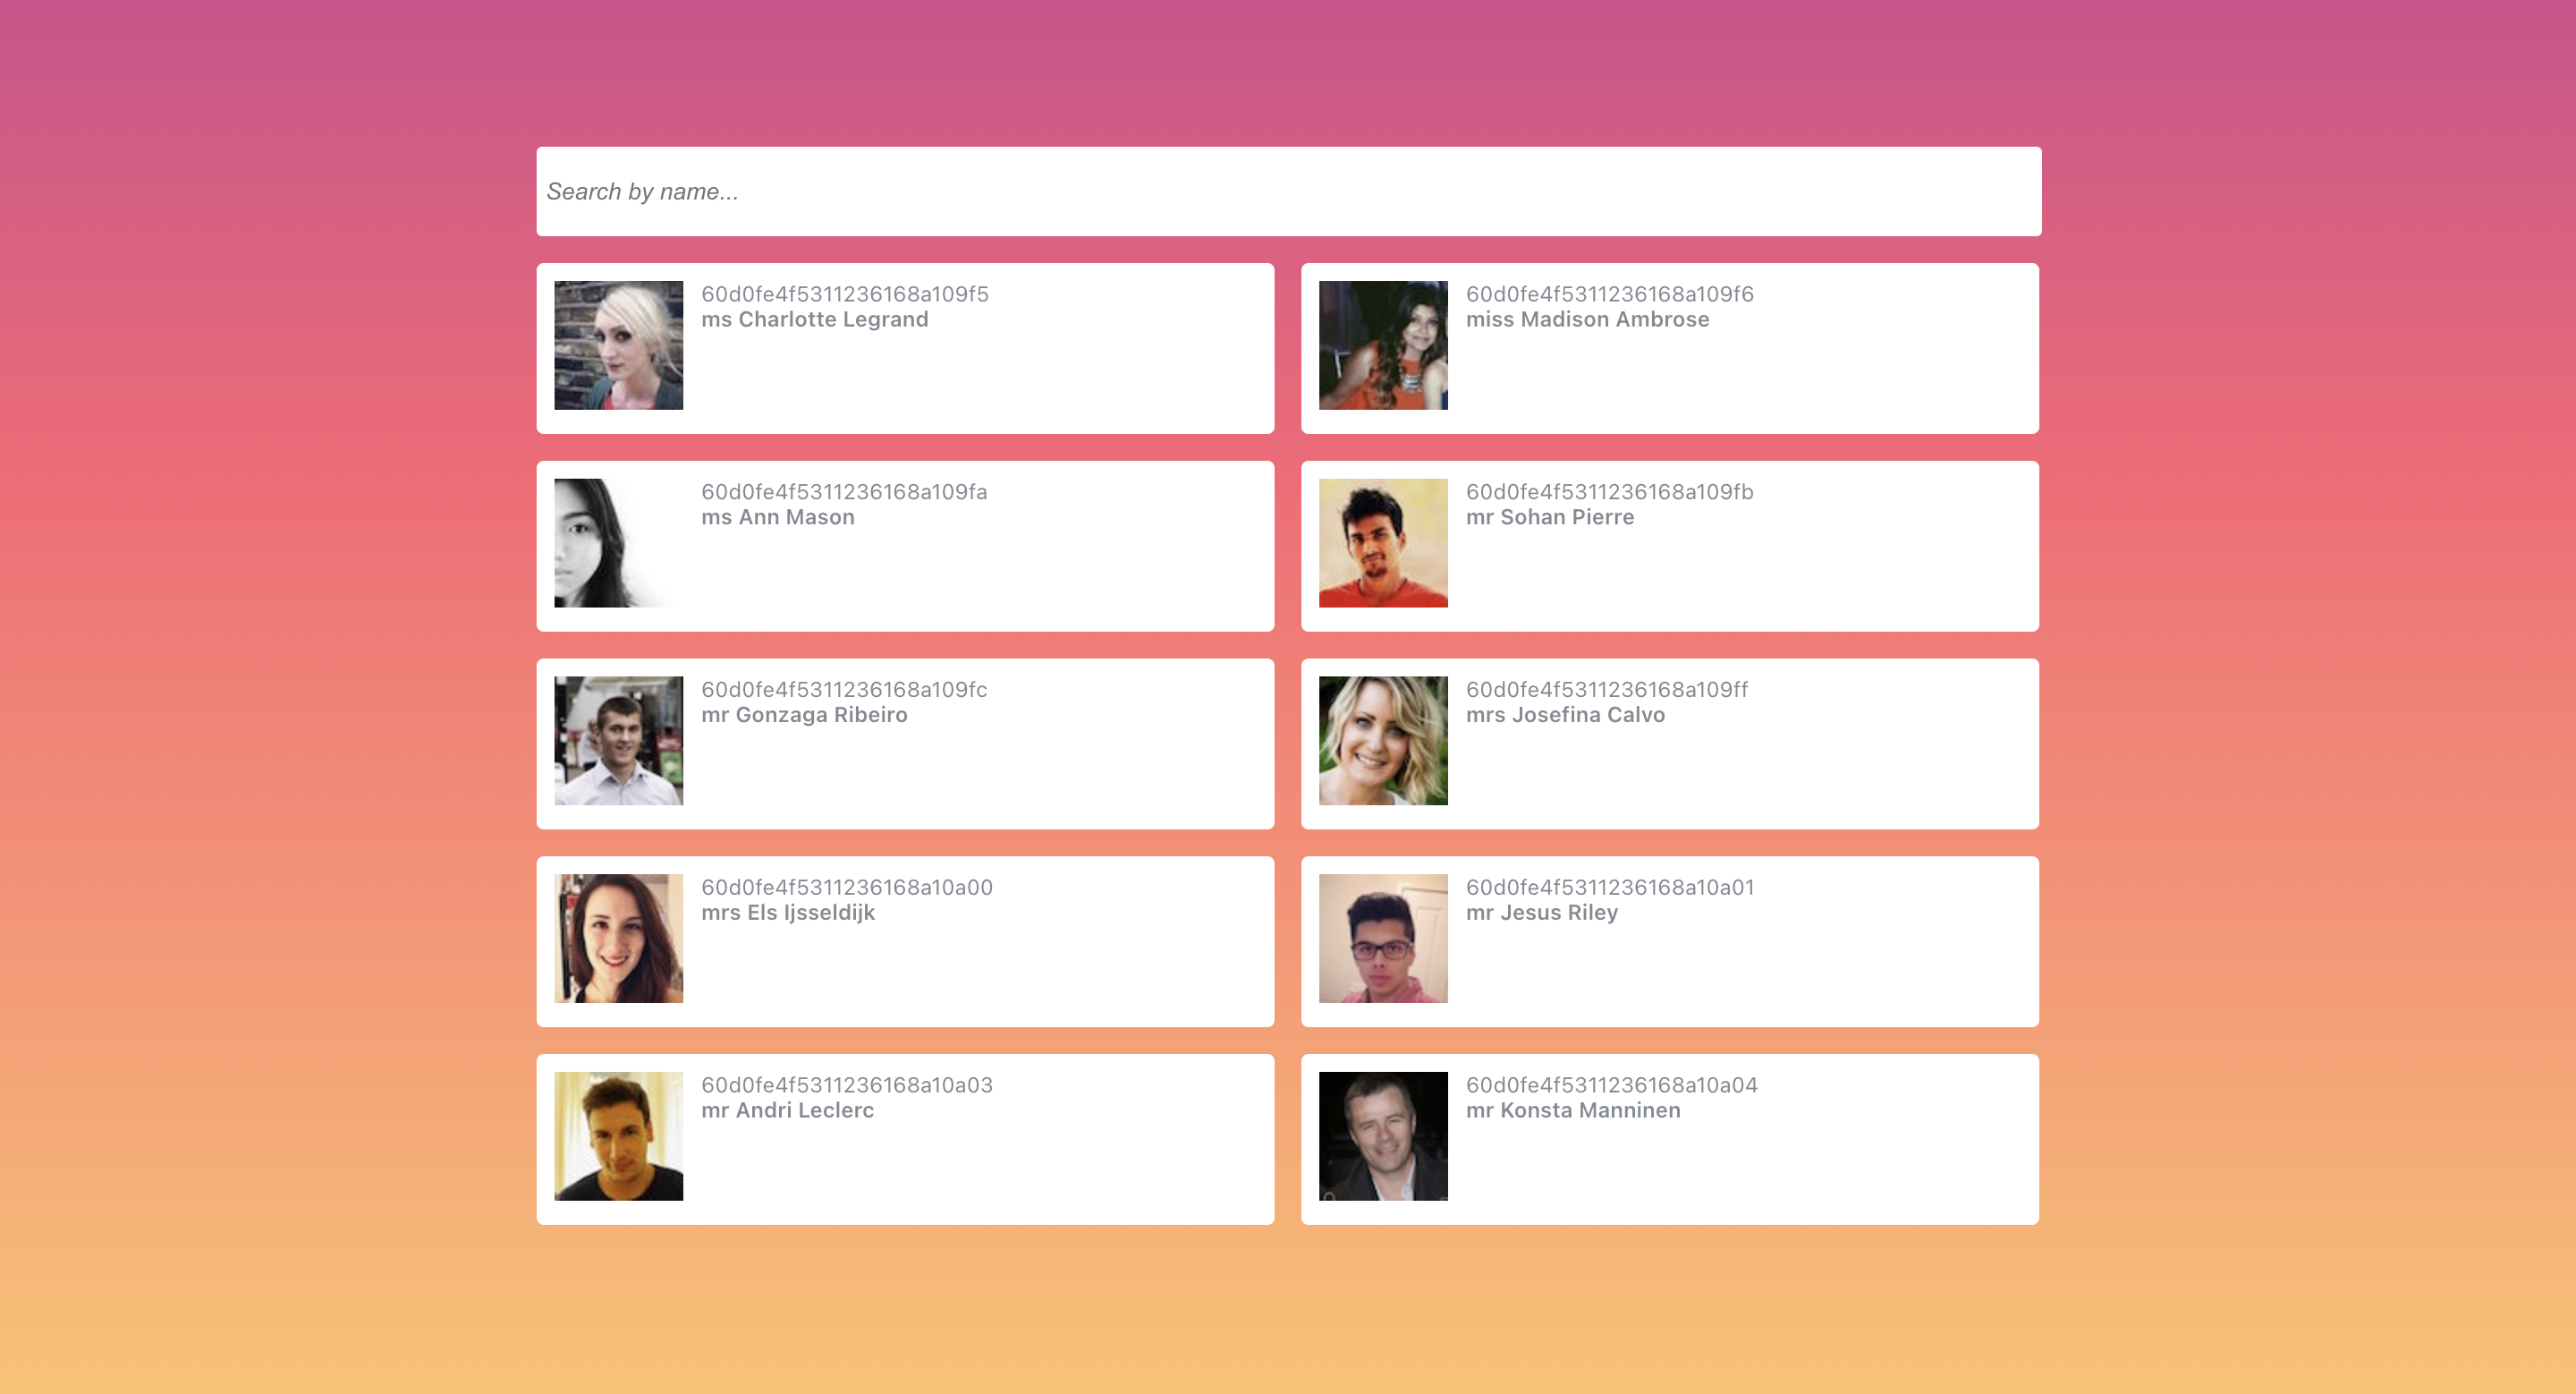 Search by name...
60d0fe4f5311236168a109f5
ms Charlotte Legrand
60d0fe4f5311236168a109f6
miss Madison Ambrose
60d0fe4f5311236168a109fa
ms Ann Mason
60d0fe4f5311236168a109fb
mr Sohan Pierre
60d0fe4f5311236168a109fc
mr Gonzaga Ribeiro
60d0fe4f5311236168a109ff
mrs Josefina Calvo
60d0fe4f5311236168a10a00
mrs Els Ijsseldijk
60d0fe4f5311236168a10a01
mr Jesus Riley
60d0fe4f5311236168a10a03
mr Andri Leclerc
60d0fe4f5311236168a10a04
mr Konsta Manninen